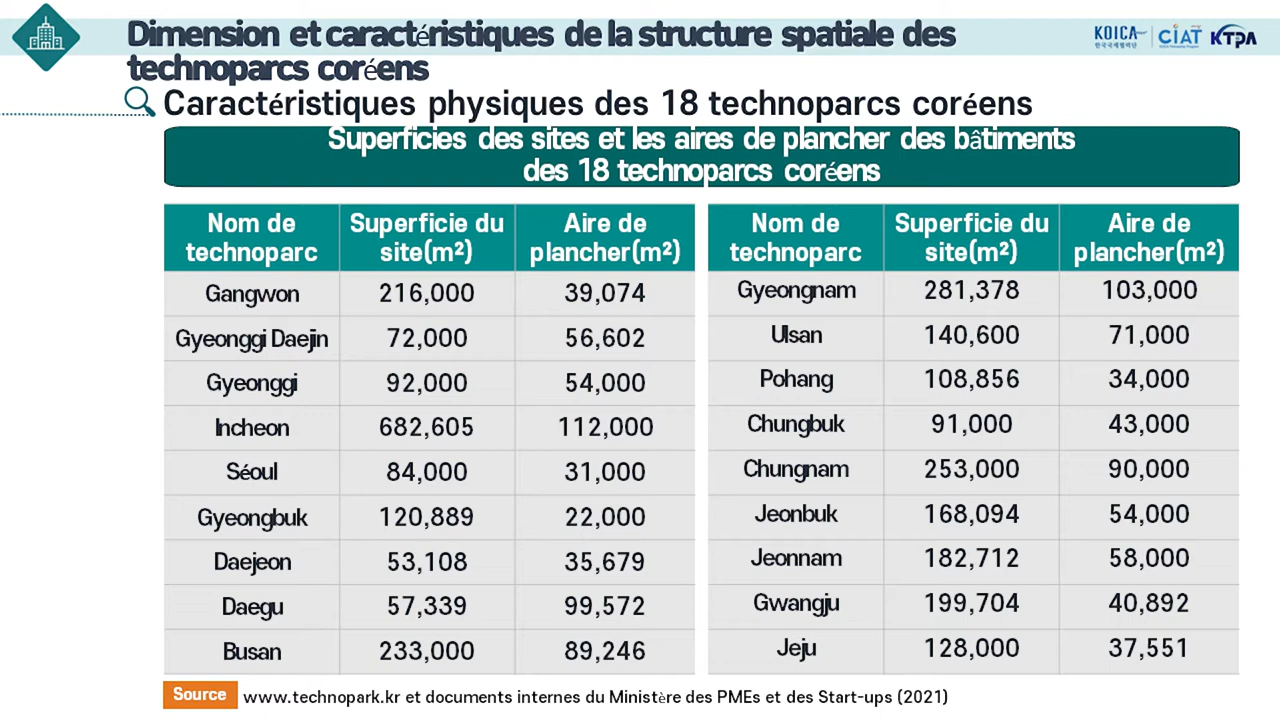 Dimension et caractéristiques de la structure spatiale des
technoparcs coréens
KOICA
한국국제협력단
CIAT
KTPA
Caractéristiques physiques des 18 technoparcs coréens
Superficies des sites et les aires de plancher des bâtiments
des 18 technoparcs coréens
Nom de technoparc Superficie du site(m²) Aire de plancher(m²)
Gangwon 216,000 39,074
Gyeonggi Daejin 72,000 56,602
Gyeonggi 92,000 54,000
Incheon 682,605 112,000
Séoul 84,000 31,000
Gyeongbuk 120,889 22,000
Daejeon 53,108 35,679
Daegu 57,339 99,572
Busan 233,000 89,246
Nom de technoparc Superficie du site(m²) Aire de plancher(m²)
Gyeongnam 281,378 103,000
Ulsan 140,600 71,000
Pohang 108,856 34,000
Chungbuk 91,000 43,000
Chungnam 253,000 90,000
Jeonbuk 168,094 54,000
Jeonnam 182,712 58,000
Gwangju 199,704 40,892
Jeju 128,000 37,551
Source www.technopark.kr et documents internes du Ministère des PMEs et des Start-ups (2021)